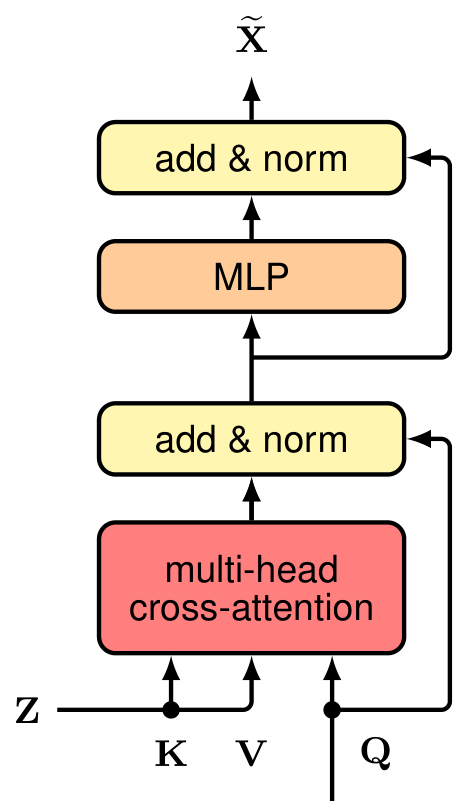 X̃
add & norm
MLP
add & norm
multi-head
cross-attention
Z
K V Q